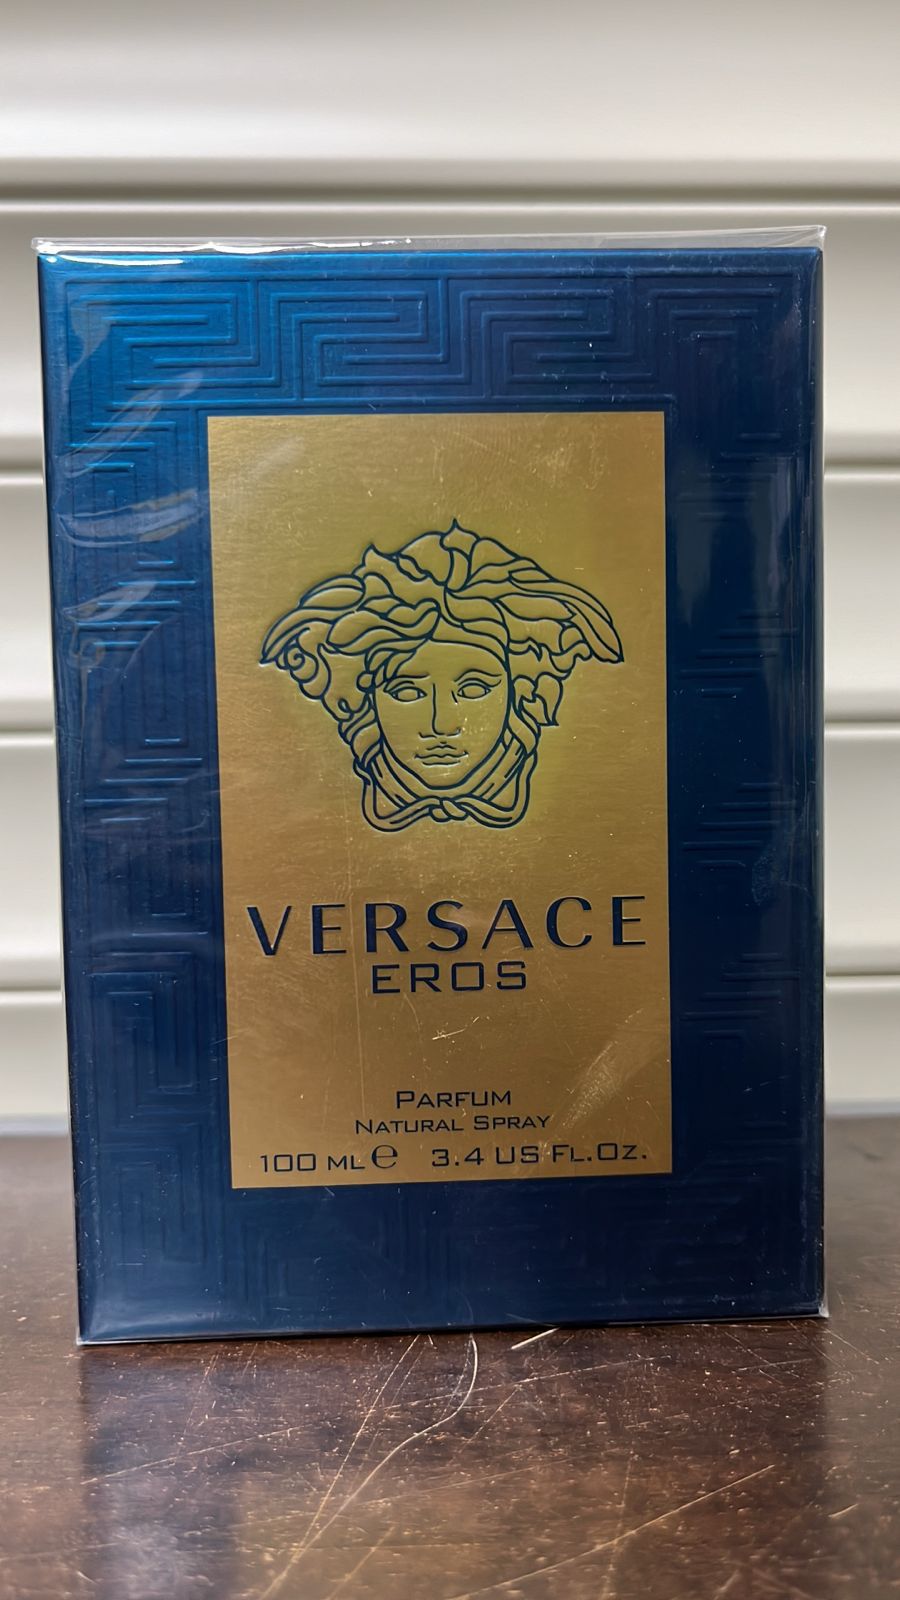 VERSACE
EROS
PARFUM
NATURAL SPRAY
100 ML ℮ 3.4 US FL.OZ.